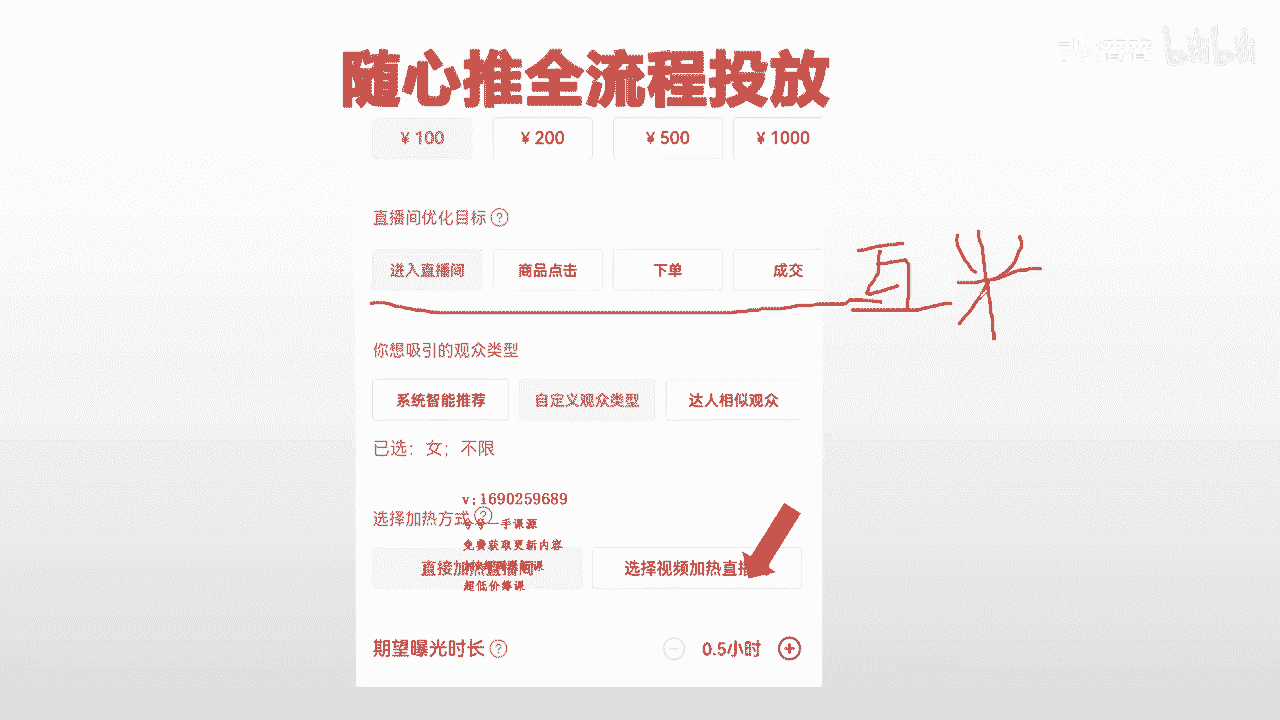 bilibili
随心推全流程投放
¥ 100 ¥ 200 ¥ 500 ¥ 1000
直播间优化目标 ?
进入直播间 商品点击 下单 成交
互米
你想吸引的观众类型
系统智能推荐 自定义观众类型 达人相似观众
已选：女；不限
v:1690259689
选择加热方式 ?
一手课源
免费获取更新内容
直接加热直播间 选择视频加热直播
超低价筹课
期望曝光时长 ? − 0.5小时 +